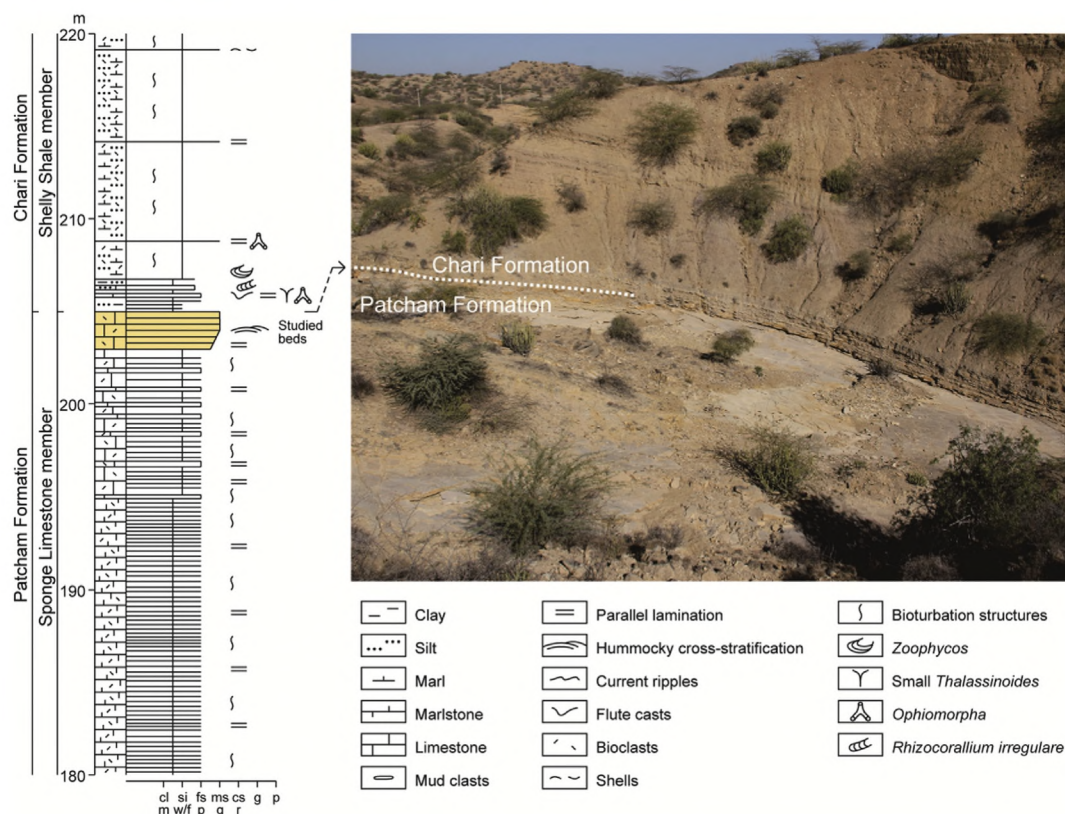 m
220
210
200
190
180
Chari Formation
Shelly Shale member
Patcham Formation
Sponge Limestone member
Studied
beds
cl si fs ms cs g p
m w/f p g r
Chari Formation
Patcham Formation
Clay
Silt
Marl
Marlstone
Limestone
Mud clasts
Parallel lamination
Hummocky cross-stratification
Current ripples
Flute casts
Bioclasts
Shells
Bioturbation structures
Zoophycos
Small Thalassinoides
Ophiomorpha
Rhizocorallium irregulare